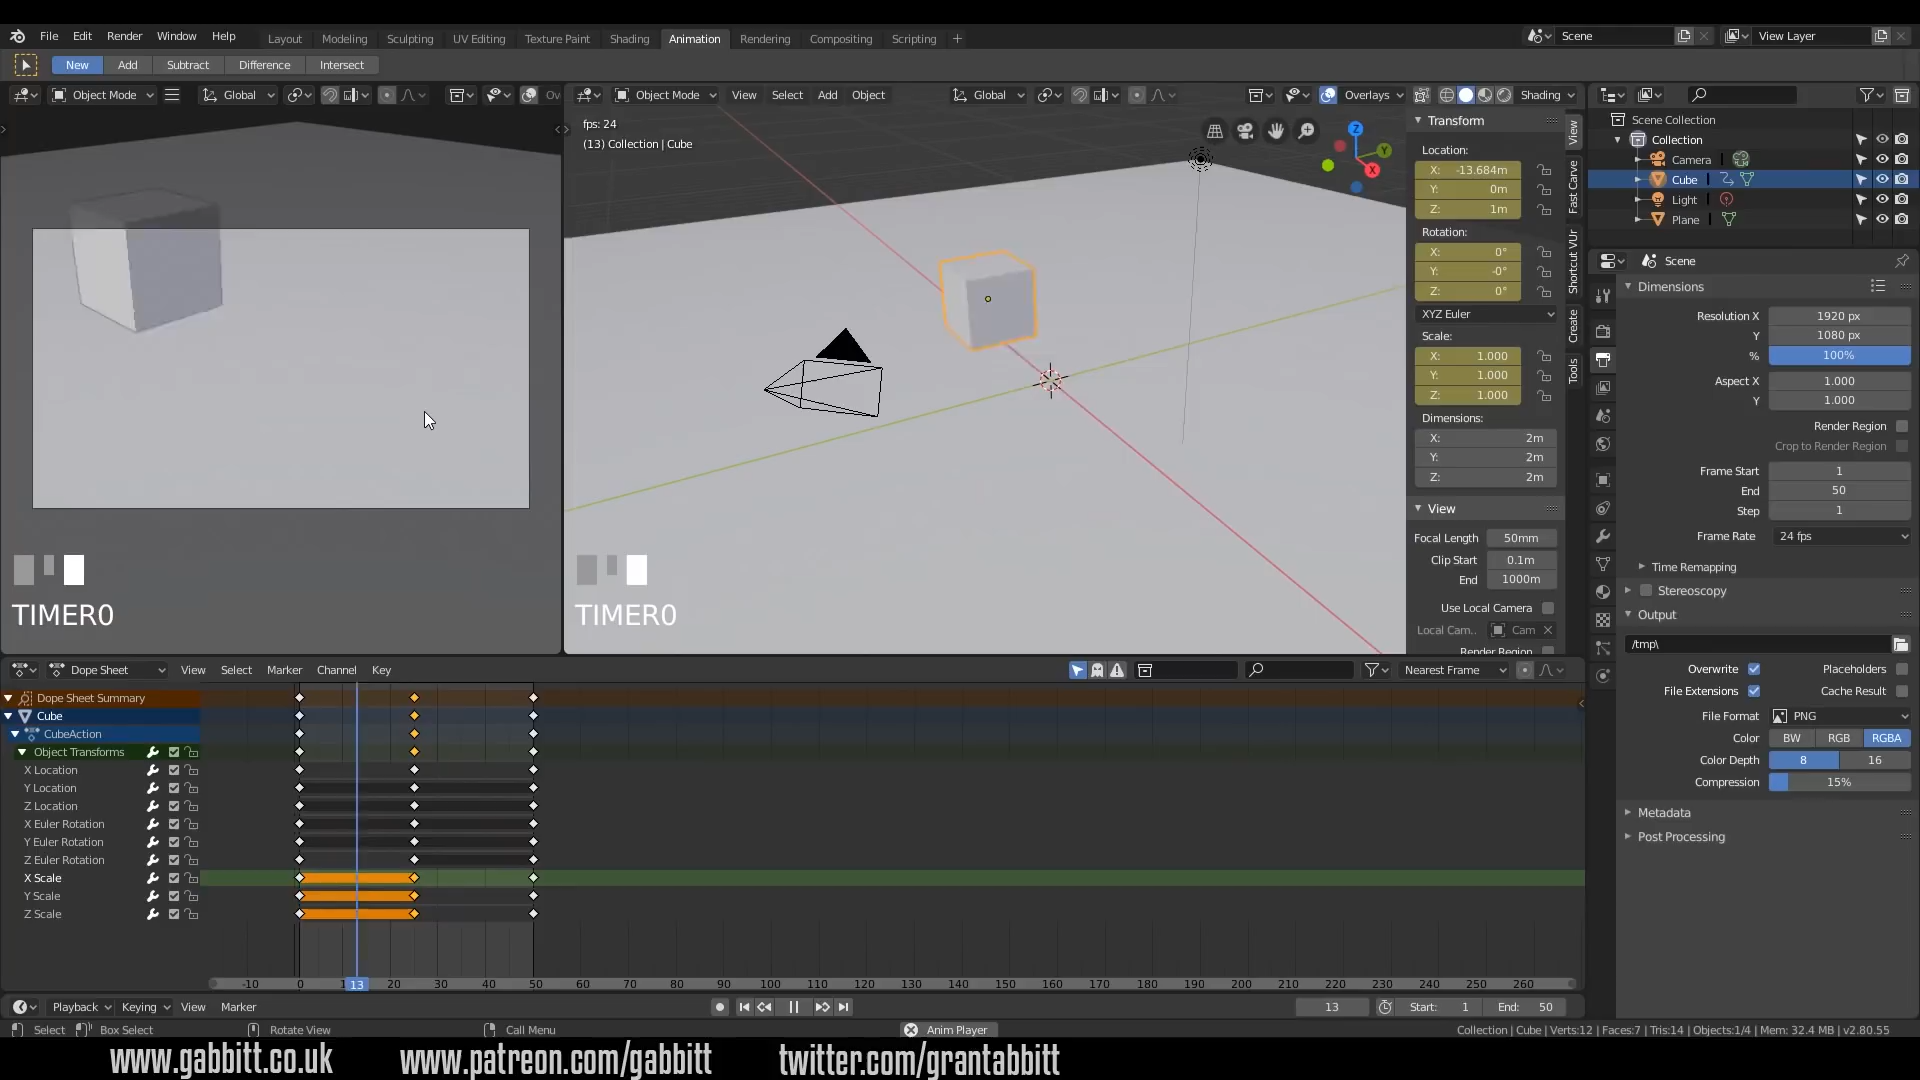 File Edit Render Window Help Layout Modeling Sculpting UV Editing Texture Paint Shading Animation Rendering Compositing Scripting + Scene View Layer
New Add Subtract Difference Intersect
Object Mode Global Ov
Object Mode View Select Add Object Global Overlays Shading
fps: 24
(13) Collection | Cube
TIMER0
TIMER0
Z
Y
X
Transform
Location:
X: -13.684m
Y: 0m
Z: 1m
Rotation:
X: 0°
Y: -0°
Z: 0°
XYZ Euler
Scale:
X: 1.000
Y: 1.000
Z: 1.000
Dimensions:
X: 2m
Y: 2m
Z: 2m
View
Focal Length 50mm
Clip Start 0.1m
End 1000m
Use Local Camera
Local Cam.. Cam
Render Region
View
Fast Carve
Shortcut VUr
Create
Tools
Scene Collection
Collection
Camera
Cube
Light
Plane
Scene
Dimensions
Resolution X 1920 px
Y 1080 px
% 100%
Aspect X 1.000
Y 1.000
Render Region
Crop to Render Region
Frame Start 1
End 50
Step 1
Frame Rate 24 fps
Time Remapping
Stereoscopy
Output
/tmp\
Overwrite Placeholders
File Extensions Cache Result
File Format PNG
Color BW RGB RGBA
Color Depth 8 16
Compression 15%
Metadata
Post Processing
Dope Sheet View Select Marker Channel Key Nearest Frame
Dope Sheet Summary
Cube
CubeAction
Object Transforms
X Location
Y Location
Z Location
X Euler Rotation
Y Euler Rotation
Z Euler Rotation
X Scale
Y Scale
Z Scale
-10 0 1 13 20 30 40 50 60 70 80 90 100 110 120 130 140 150 160 170 180 190 200 210 220 230 240 250 260
Playback Keying View Marker 13 Start: 1 End: 50
Select Box Select Rotate View Call Menu Anim Player Collection | Cube | Verts:12 | Faces:7 | Tris:14 | Objects:1/4 | Mem: 32.4 MB | v2.80.55
www.gabbitt.co.uk www.patreon.com/gabbitt twitter.com/grantabbitt